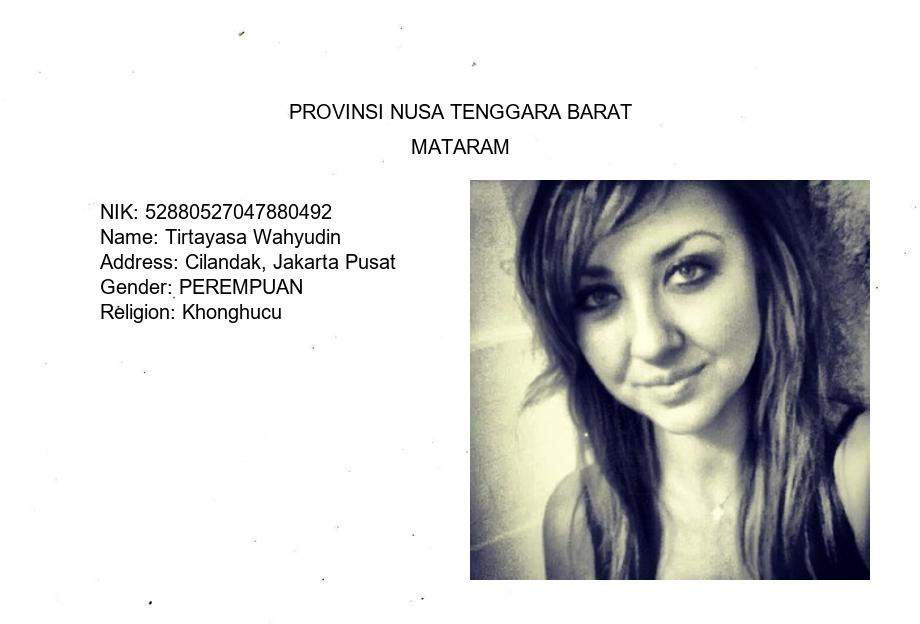 PROVINSI NUSA TENGGARA BARAT
MATARAM
NIK: 52880527047880492
Name: Tirtayasa Wahyudin
Address: Cilandak, Jakarta Pusat
Gender: PEREMPUAN
Religion: Khonghucu